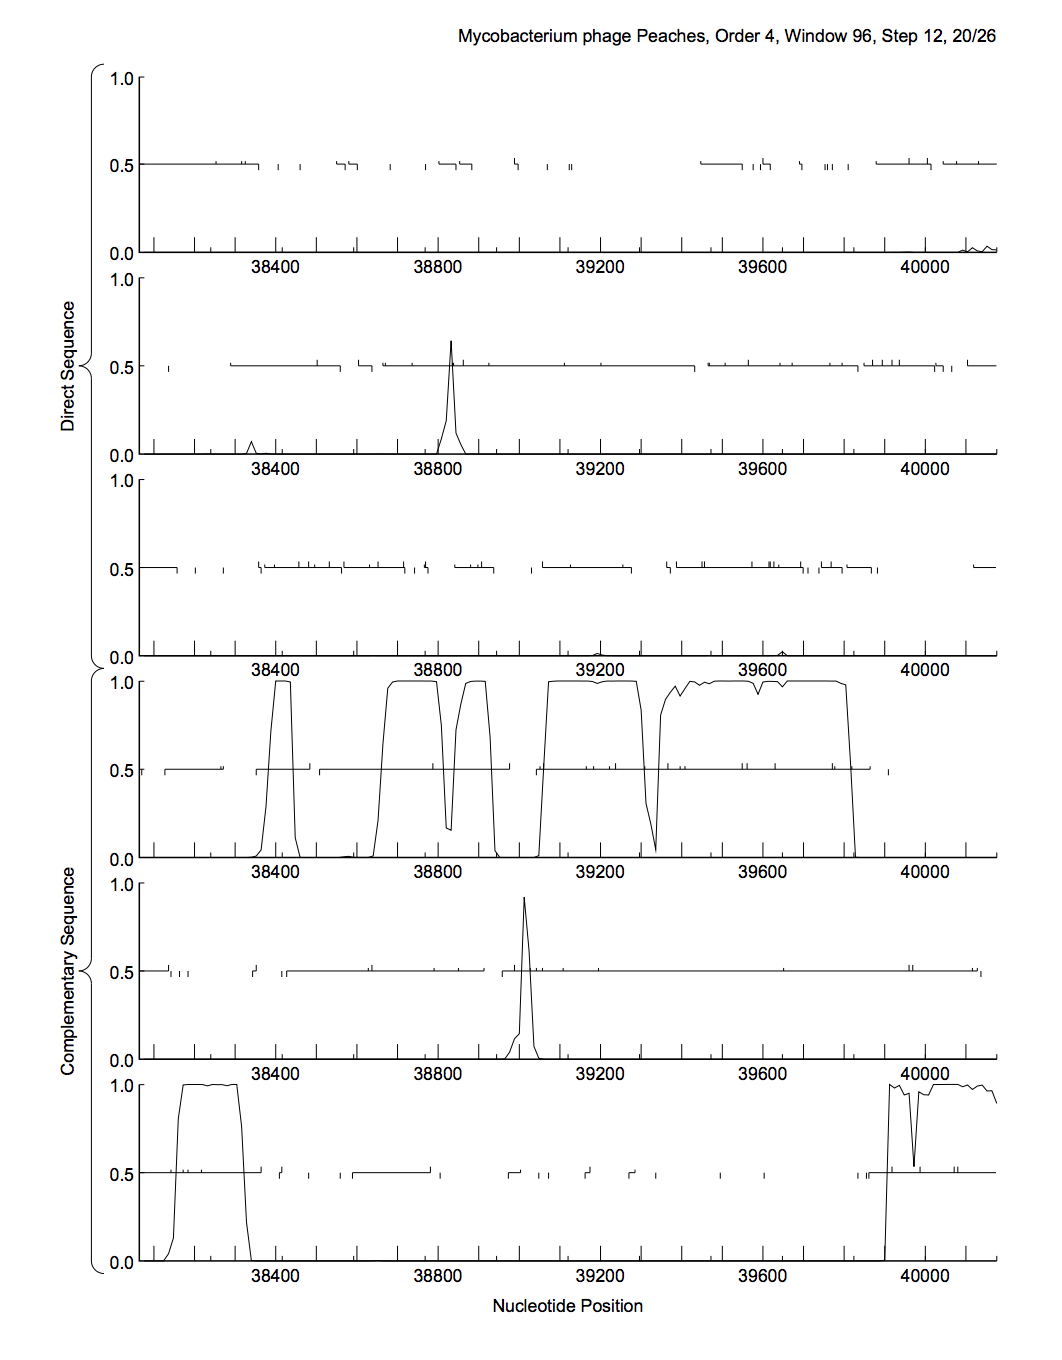 Mycobacterium phage Peaches, Order 4, Window 96, Step 12, 20/26
Direct Sequence
1.0
0.5
0.0
38400 38800 39200 39600 40000
1.0
0.5
0.0
38400 38800 39200 39600 40000
1.0
0.5
0.0
38400 38800 39200 39600 40000
Complementary Sequence
1.0
0.5
0.0
38400 38800 39200 39600 40000
1.0
0.5
0.0
38400 38800 39200 39600 40000
1.0
0.5
0.0
38400 38800 39200 39600 40000
Nucleotide Position